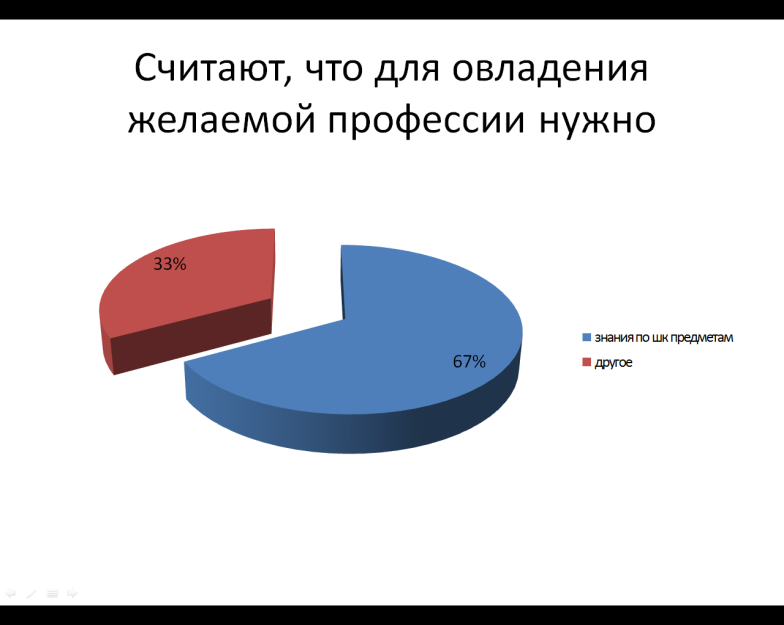 Считают, что для овладения
желаемой профессии нужно
33%
67%
знания по шк предметам
другое